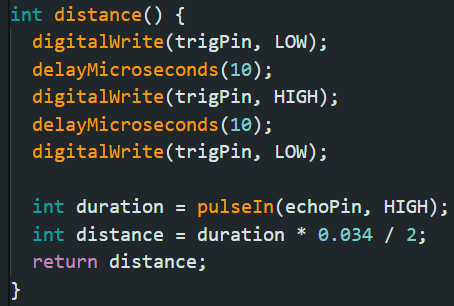 int distance() {
  digitalWrite(trigPin, LOW);
  delayMicroseconds(10);
  digitalWrite(trigPin, HIGH);
  delayMicroseconds(10);
  digitalWrite(trigPin, LOW);

  int duration = pulseIn(echoPin, HIGH);
  int distance = duration * 0.034 / 2;
  return distance;
}